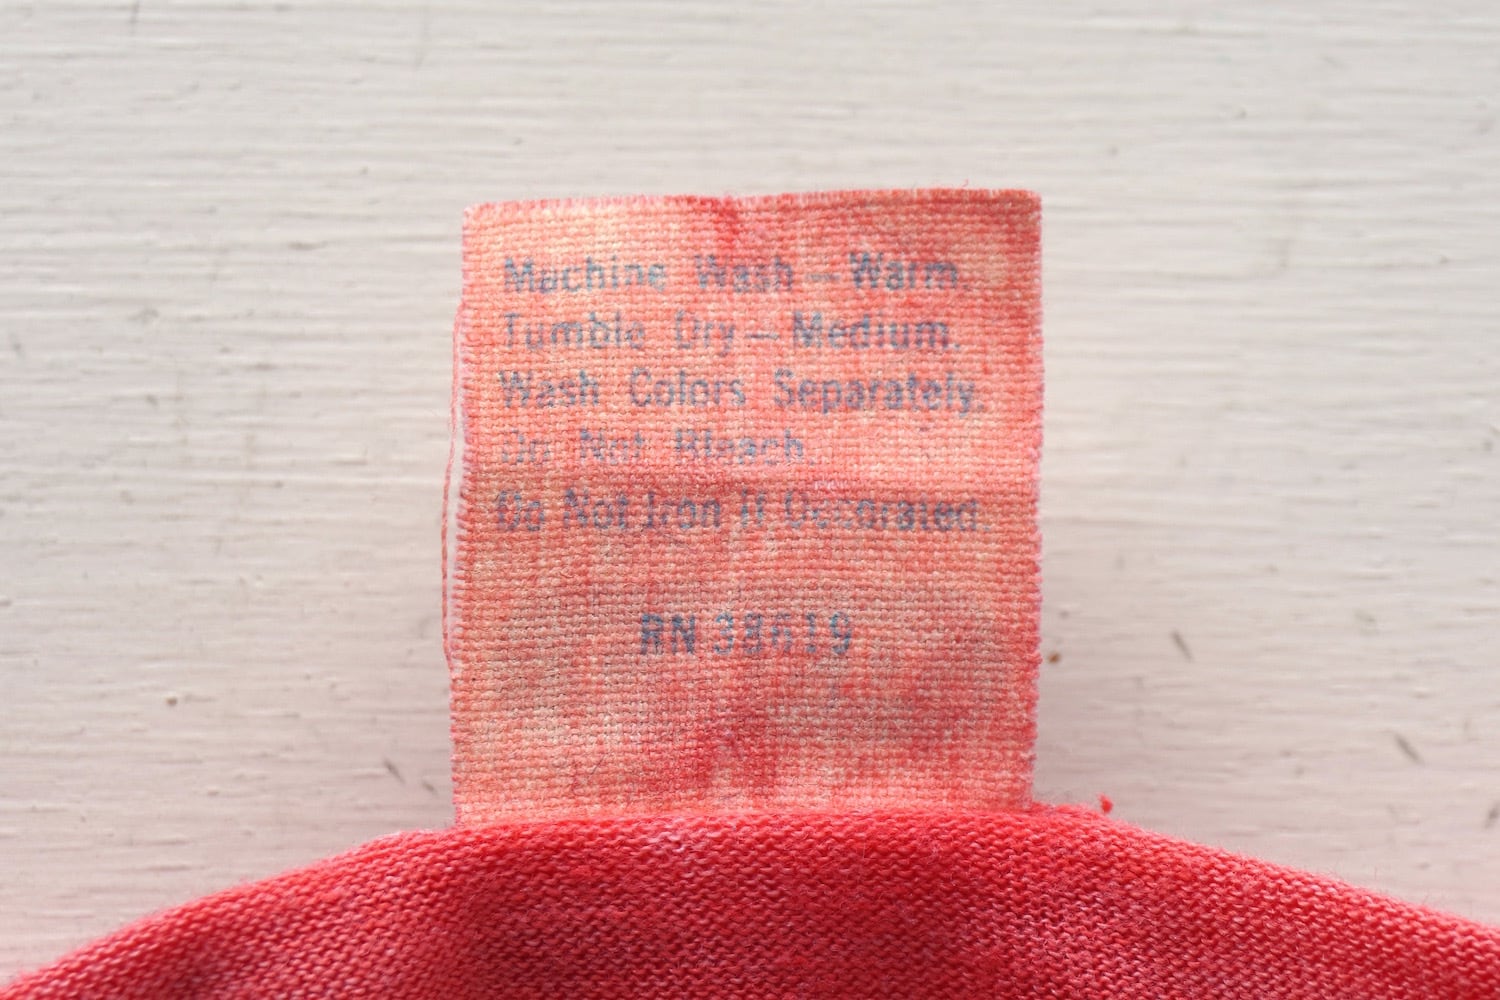 Machine Wash — Warm.
Tumble Dry — Medium.
Wash Colors Separately.
Do Not Bleach.
Do Not Iron If Decorated.
RN 38619